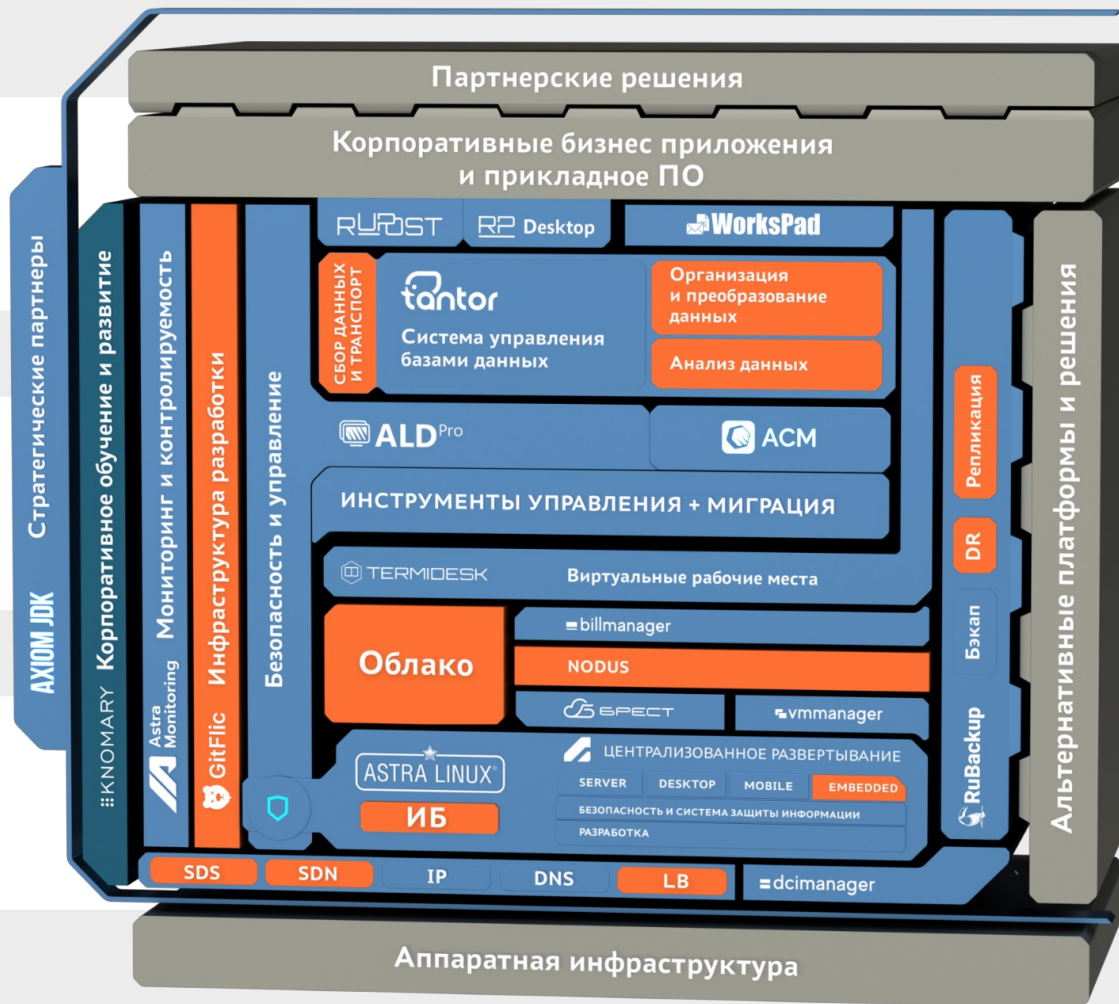 Партнерские решения
Корпоративные бизнес приложения
и прикладное ПО
Стратегические партнеры
AXIOM JDK
Корпоративное обучение и развитие
KNOMARY
Мониторинг и контролируемость
Astra
Monitoring
Инфраструктура разработки
GitFlic
Безопасность и управление
RUPOST
RP Desktop
WorksPad
СБОР ДАННЫХ
И ТРАНСПОРТ
tantor
Система управления
базами данных
Организация
и преобразование
данных
Анализ данных
ALD Pro
ACM
ИНСТРУМЕНТЫ УПРАВЛЕНИЯ + МИГРАЦИЯ
TERMIDESK
Виртуальные рабочие места
Облако
billmanager
NODUS
БРЕСТ
vmmanager
ASTRA LINUX®
ИБ
ЦЕНТРАЛИЗОВАННОЕ РАЗВЕРТЫВАНИЕ
SERVER
DESKTOP
MOBILE
EMBEDDED
БЕЗОПАСНОСТЬ И СИСТЕМА ЗАЩИТЫ ИНФОРМАЦИИ
РАЗРАБОТКА
Репликация
DR
Бэкап
RuBackup
Альтернативные платформы и решения
SDS
SDN
IP
DNS
LB
dcimanager
Аппаратная инфраструктура